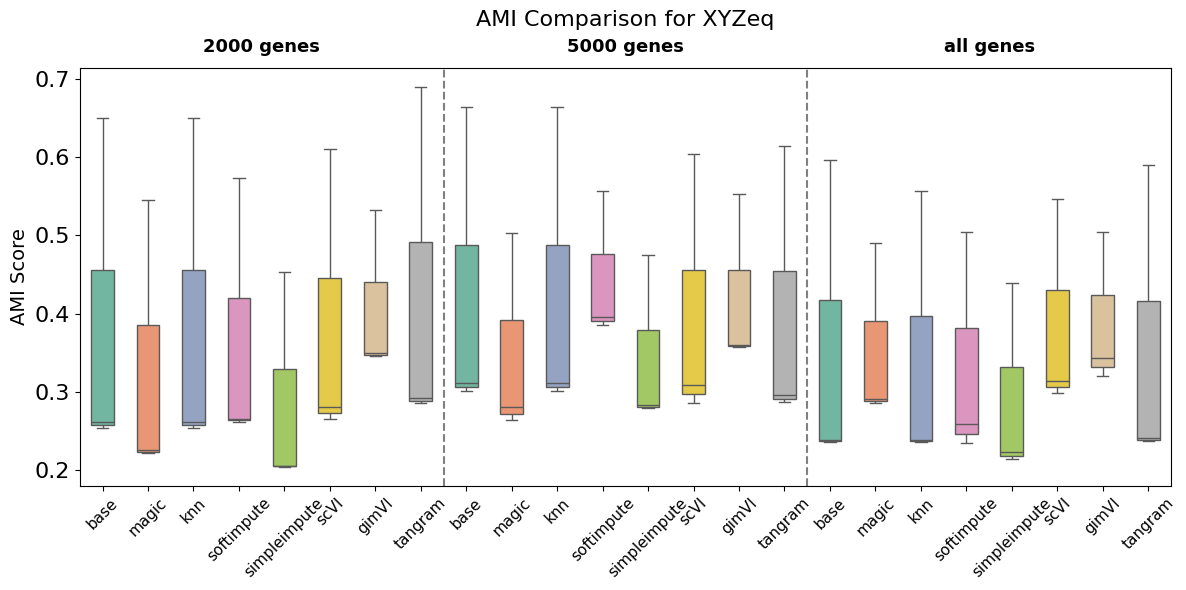 AMI Comparison for XYZeq
2000 genes
5000 genes
all genes
AMI Score
0.7
0.6
0.5
0.4
0.3
0.2
base
magic
knn
softimpute
simpleimpute
scVI
gimVI
tangram
base
magic
knn
softimpute
simpleimpute
scVI
gimVI
tangram
base
magic
knn
softimpute
simpleimpute
scVI
gimVI
tangram